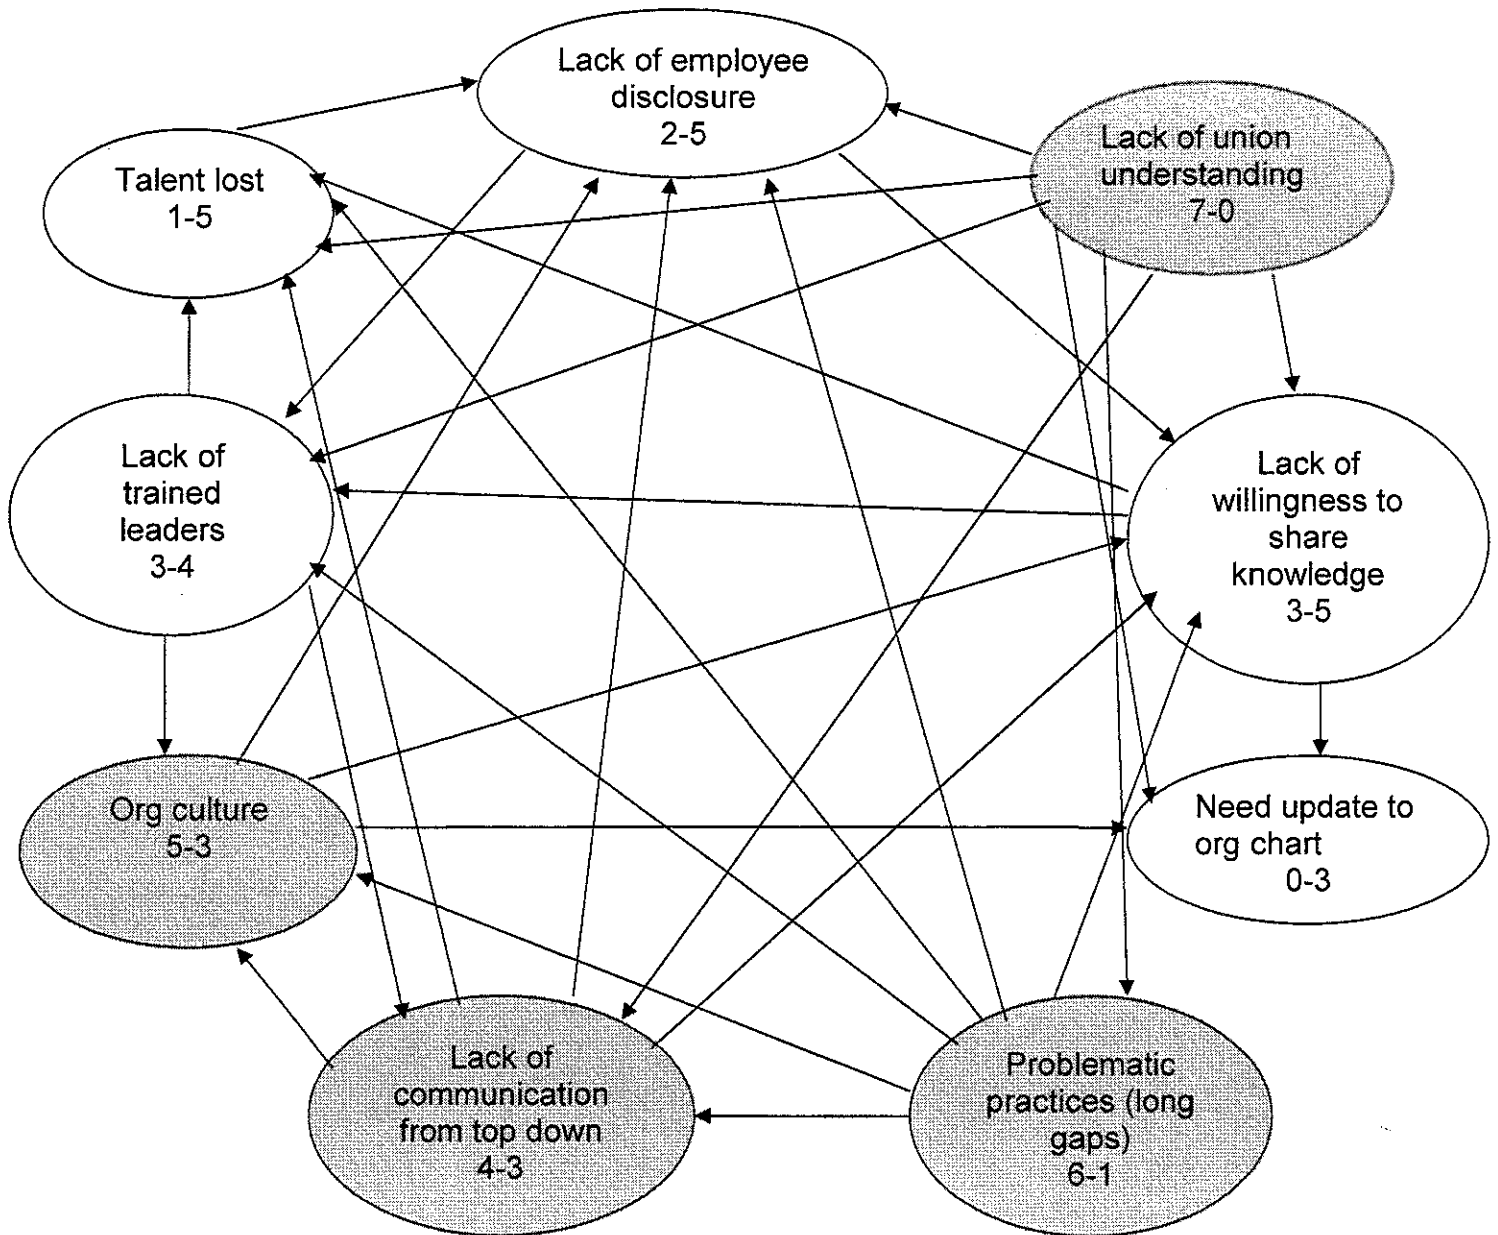 Lack of employee
disclosure
2-5
Lack of union
understanding
7-0
Talent lost
1-5
Lack of
trained
leaders
3-4
Lack of
willingness to
share
knowledge
3-5
Org culture
5-3
Need update to
org chart
0-3
Lack of
communication
from top down
4-3
Problematic
practices (long
gaps)
6-1